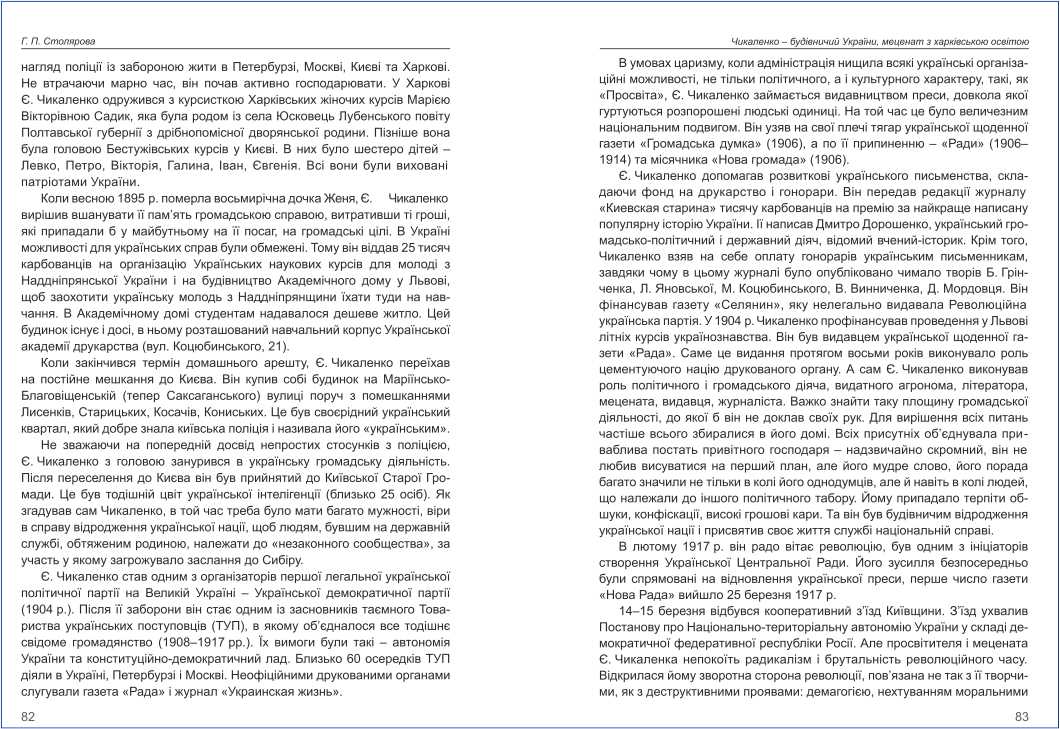 Г. П. Столярова
нагляд поліції із забороною жити в Петербурзі, Москві, Києві та Харкові.
Не втрачаючи марно час, він почав активно господарювати. У Харкові
Є. Чикаленко одружився з курсисткою Харківських жіночих курсів Марією
Вікторівною Садик, яка була родом із села Юсковець Лубенського повіту
Полтавської губернії з дрібнопомісної дворянської родини. Пізніше вона
була головою Бестужівських курсів у Києві. В них було шестеро дітей –
Левко, Петро, Вікторія, Галина, Іван, Євгенія. Всі вони були виховані
патріотами України.
Коли весною 1895 р. померла восьмирічна дочка Женя, Є. Чикаленко
вирішив вшанувати її пам’ять громадською справою, витративши ті гроші,
які припадали б у майбутньому на її посаг, на громадські цілі. В Україні
можливості для українських справ були обмежені. Тому він віддав 25 тисяч
карбованців на організацію Українських наукових курсів для молоді з
Наддніпрянської України і на будівництво Академічного дому у Львові,
щоб заохотити українську молодь з Наддніпрянщини їхати туди на нав-
чання. В Академічному домі студентам надавалося дешеве житло. Цей
будинок існує і досі, в ньому розташований навчальний корпус Української
академії друкарства (вул. Коцюбинського, 21).
Коли закінчився термін домашнього арешту, Є. Чикаленко переїхав
на постійне мешкання до Києва. Він купив собі будинок на Маріїнсько-
Благовіщенській (тепер Саксаганського) вулиці поруч з помешканнями
Лисенків, Старицьких, Косачів, Кониських. Це був своєрідний український
квартал, який добре знала київська поліція і називала його «українським».
Не зважаючи на попередній досвід непростих стосунків з поліцією,
Є. Чикаленко з головою занурився в українську громадську діяльність.
Після переселення до Києва він був прийнятий до Київської Старої Гро-
мади. Це був тодішній цвіт української інтелігенції (близько 25 осіб). Як
згадував сам Чикаленко, в той час треба було мати багато мужності, віри
в справу відродження української нації, щоб людям, бувшим на державній
службі, обтяженим родиною, належати до «незаконного сообщества», за
участь у якому загрожувало заслання до Сибіру.
Є. Чикаленко став одним з організаторів першої легальної української
політичної партії на Великій Україні – Української демократичної партії
(1904 р.). Після її заборони він стає одним із засновників таємного Това-
риства українських поступовців (ТУП), в якому об’єдналося все тодішнє
свідоме громадянство (1908–1917 рр.). Їх вимоги були такі – автономія
України та конституційно-демократичний лад. Близько 60 осередків ТУП
діяли в Україні, Петербурзі і Москві. Неофіційними друкованими органами
слугували газета «Рада» і журнал «Украинская жизнь».
82
Чикаленко – будівничий України, меценат з харківською освітою
В умовах царизму, коли адміністрація нищила всякі українські організа-
ційні можливості, не тільки політичного, а і культурного характеру, такі, як
«Просвіта», Є. Чикаленко займається видавництвом преси, довкола якої
гуртуються розпорошені людські одиниці. На той час це було величезним
національним подвигом. Він узяв на свої плечі тягар української щоденної
газети «Громадська думка» (1906), а по її припиненню – «Ради» (1906–
1914) та місячника «Нова громада» (1906).
Є. Чикаленко допомагав розвиткові українського письменства, скла-
даючи фонд на друкарство і гонорари. Він передав редакції журналу
«Киевская старина» тисячу карбованців на премію за найкраще написану
популярну історію України. Її написав Дмитро Дорошенко, український гро-
мадсько-політичний і державний діяч, відомий вчений-історик. Крім того,
Чикаленко взяв на себе оплату гонорарів українським письменникам,
завдяки чому в цьому журналі було опубліковано чимало творів Б. Грін-
ченка, Л. Яновської, М. Коцюбинського, В. Винниченка, Д. Мордовця. Він
фінансував газету «Селянин», яку нелегально видавала Революційна
українська партія. У 1904 р. Чикаленко профінансував проведення у Львові
літніх курсів українознавства. Він був видавцем української щоденної га-
зети «Рада». Саме це видання протягом восьми років виконувало роль
цементуючого націю друкованого органу. А сам Є. Чикаленко виконував
роль політичного і громадського діяча, видатного агронома, літератора,
мецената, видавця, журналіста. Важко знайти таку площину громадської
діяльності, до якої б він не доклав своїх рук. Для вирішення всіх питань
частіше всього збиралися в його домі. Всіх присутніх об’єднувала при-
ваблива постать привітного господаря – надзвичайно скромний, він не
любив висуватися на перший план, але його мудре слово, його порада
багато значили не тільки в колі його однодумців, але й навіть в колі людей,
що належали до іншого політичного табору. Йому припадало терпіти об-
шуки, конфіскації, високі грошові кари. Та він був будівничим відродження
української нації і присвятив своє життя службі національній справі.
В лютому 1917 р. він радо вітає революцію, був одним з ініціаторів
створення Української Центральної Ради. Його зусилля безпосередньо
були спрямовані на відновлення української преси, перше число газети
«Нова Рада» вийшло 25 березня 1917 р.
14–15 березня відбувся кооперативний з’їзд Київщини. З’їзд ухвалив
Постанову про Національно-територіальну автономію України у складі де-
мократичної федеративної республіки Росії. Але просвітителя і мецената
Є. Чикаленка непокоїть радикалізм і брутальність революційного часу.
Відкрилася йому зворотна сторона революції, пов’язана не так з її творчи-
ми, як з деструктивними проявами: демагогією, нехтуванням моральними
83